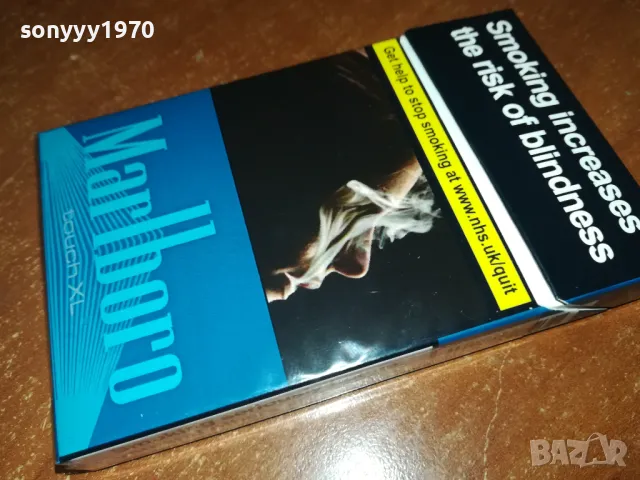 sonyyy1970
Smoking increases
the risk of blindness
Get help to stop smoking at www.nhs.uk/quit
Marlboro
touch XL
BAZAR